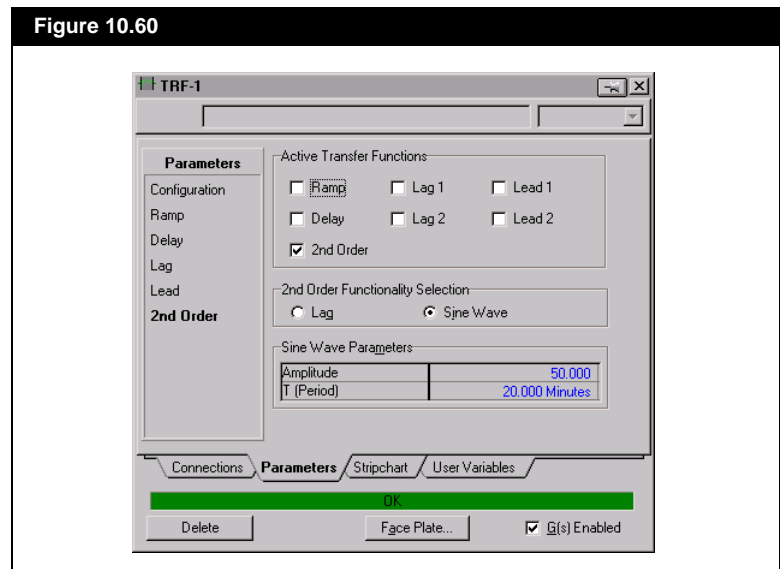 Figure 10.60
TRF-1
Parameters
Configuration
Ramp
Delay
Lag
Lead
2nd Order
Active Transfer Functions
Ramp Lag 1 Lead 1
Delay Lag 2 Lead 2
2nd Order
2nd Order Functionality Selection
Lag Sine Wave
Sine Wave Parameters
Amplitude 50.000
T (Period) 20.000 Minutes
Connections Parameters Stripchart User Variables
OK
Delete Face Plate... G(s) Enabled